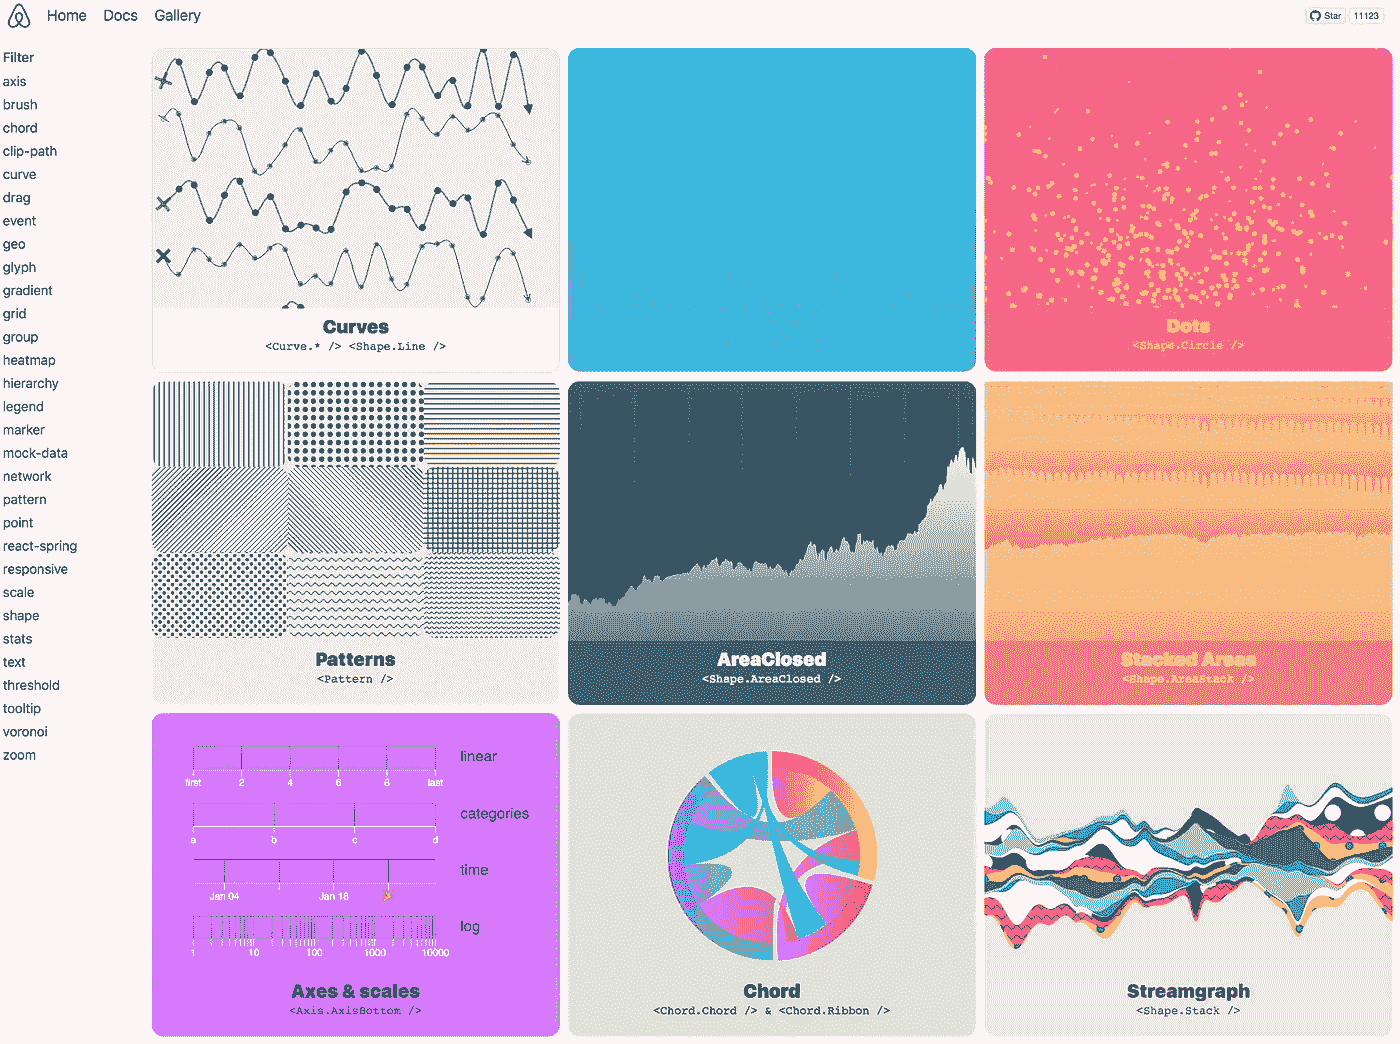 Home Docs Gallery
Star 11123
Filter
axis
brush
chord
clip-path
curve
drag
event
geo
glyph
gradient
grid
group
heatmap
hierarchy
legend
marker
mock-data
network
pattern
point
react-spring
responsive
scale
shape
stats
text
threshold
tooltip
voronoi
zoom
Curves
<Curve.* /> <Shape.Line />
Dots
<Shape.Circle />
Patterns
<Pattern />
AreaClosed
<Shape.AreaClosed />
Stacked Areas
<Shape.AreaStack />
linear
first 2 4 6 8 last
categories
a b c d
time
Jan 04 Jan 18
log
1 10 100 1000 10000
Axes & scales
<Axis.AxisBottom />
Chord
<Chord.Chord /> & <Chord.Ribbon />
Streamgraph
<Shape.Stack />